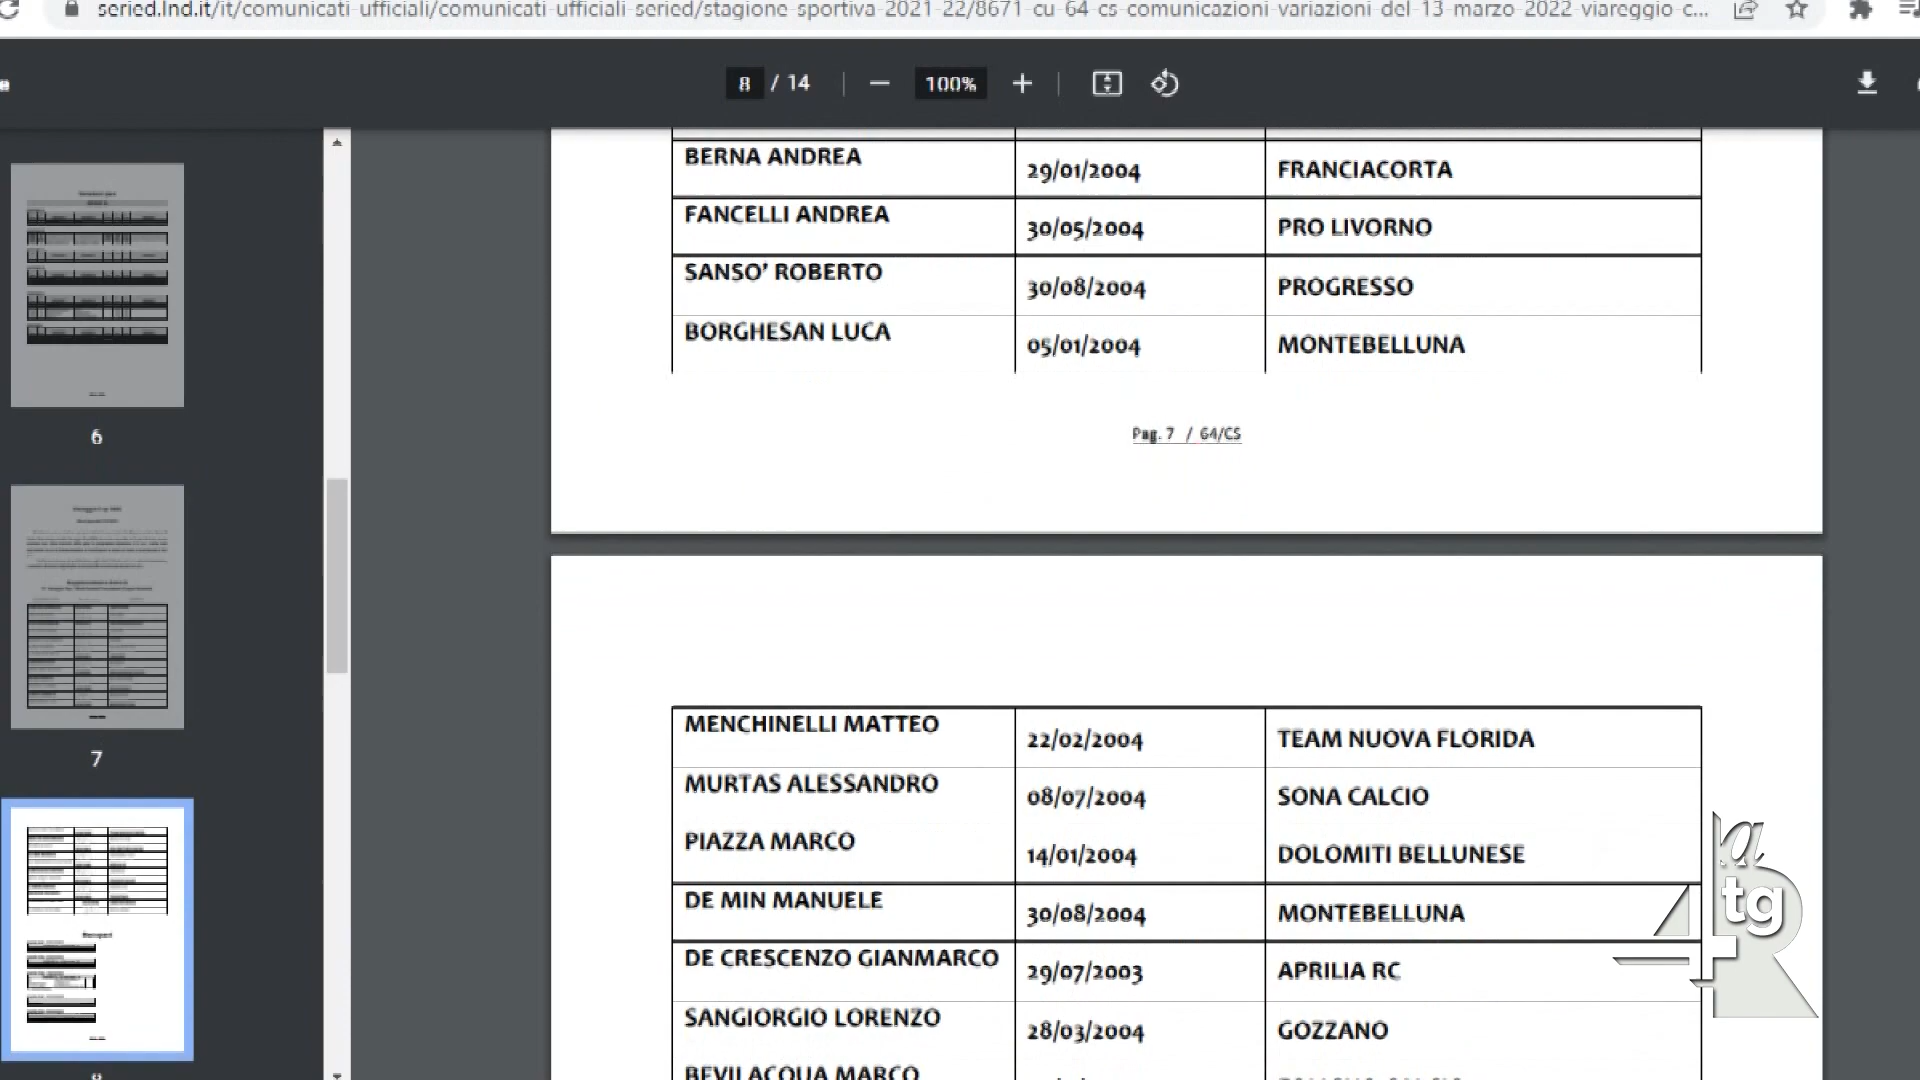 seried.lnd.it/it/comunicati-ufficiali/comunicati-ufficiali-seried/stagione-sportiva-2021-22/8671-cu-64-cs-comunicazioni-variazioni-del-13-marzo-2022-viareggio-c...
8 / 14 100%
BERNA ANDREA 29/01/2004 FRANCIACORTA
FANCELLI ANDREA 30/05/2004 PRO LIVORNO
SANSO' ROBERTO 30/08/2004 PROGRESSO
BORGHESAN LUCA 05/01/2004 MONTEBELLUNA
Pag. 7 / 64/CS
6
7
MENCHINELLI MATTEO 22/02/2004 TEAM NUOVA FLORIDA
MURTAS ALESSANDRO 08/07/2004 SONA CALCIO
PIAZZA MARCO 14/01/2004 DOLOMITI BELLUNESE
DE MIN MANUELE 30/08/2004 MONTEBELLUNA
DE CRESCENZO GIANMARCO 29/07/2003 APRILIA RC
SANGIORGIO LORENZO 28/03/2004 GOZZANO
BEVILACQUA MARCO
la
tg
R
4